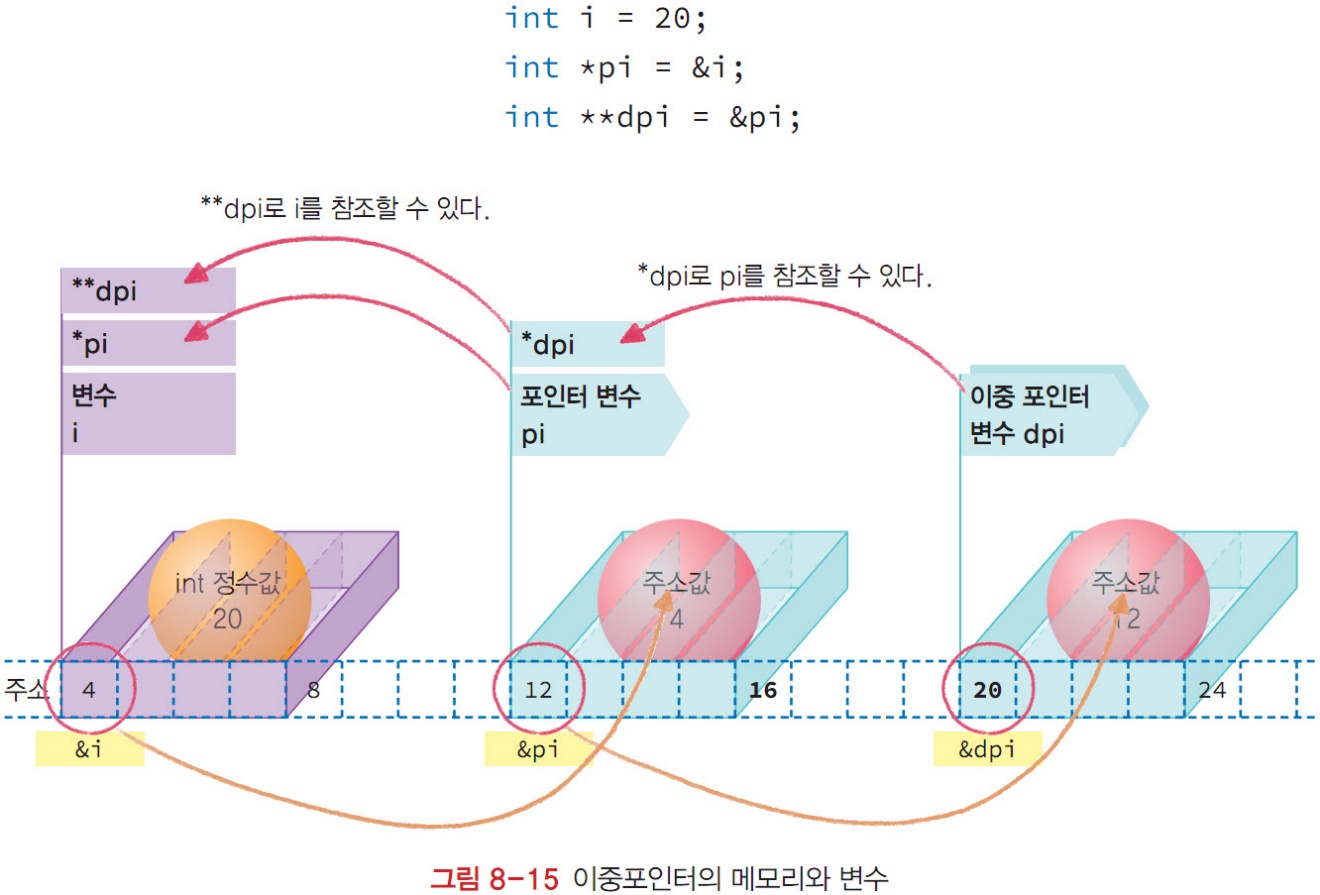 int i = 20;
int *pi = &i;
int **dpi = &pi;
**dpi로 i를 참조할 수 있다.
*dpi로 pi를 참조할 수 있다.
**dpi
*pi
변수
i
*dpi
포인터 변수
pi
이중 포인터
변수 dpi
int 정수값
20
주소값
4
주소값
12
주소 4 8 12 16 20 24
&i &pi &dpi
그림 8-15 이중포인터의 메모리와 변수